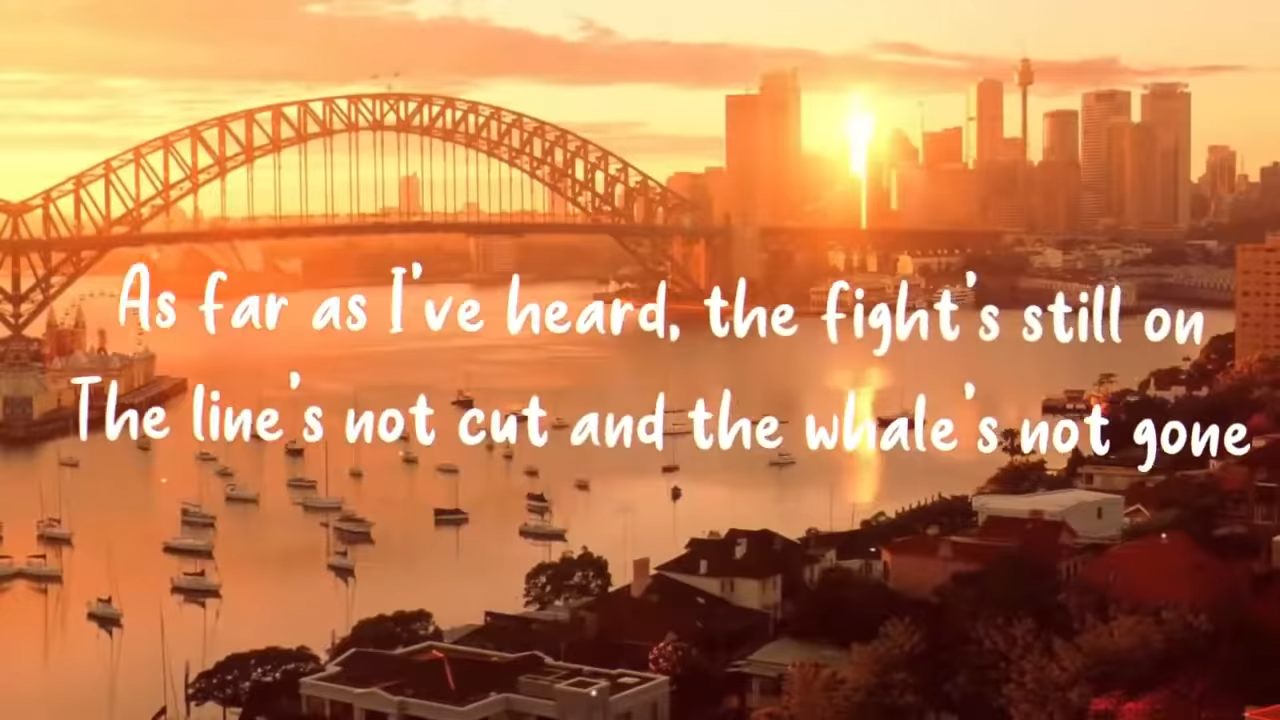 As far as I've heard, the fight's still on
The line's not cut and the whale's not gone